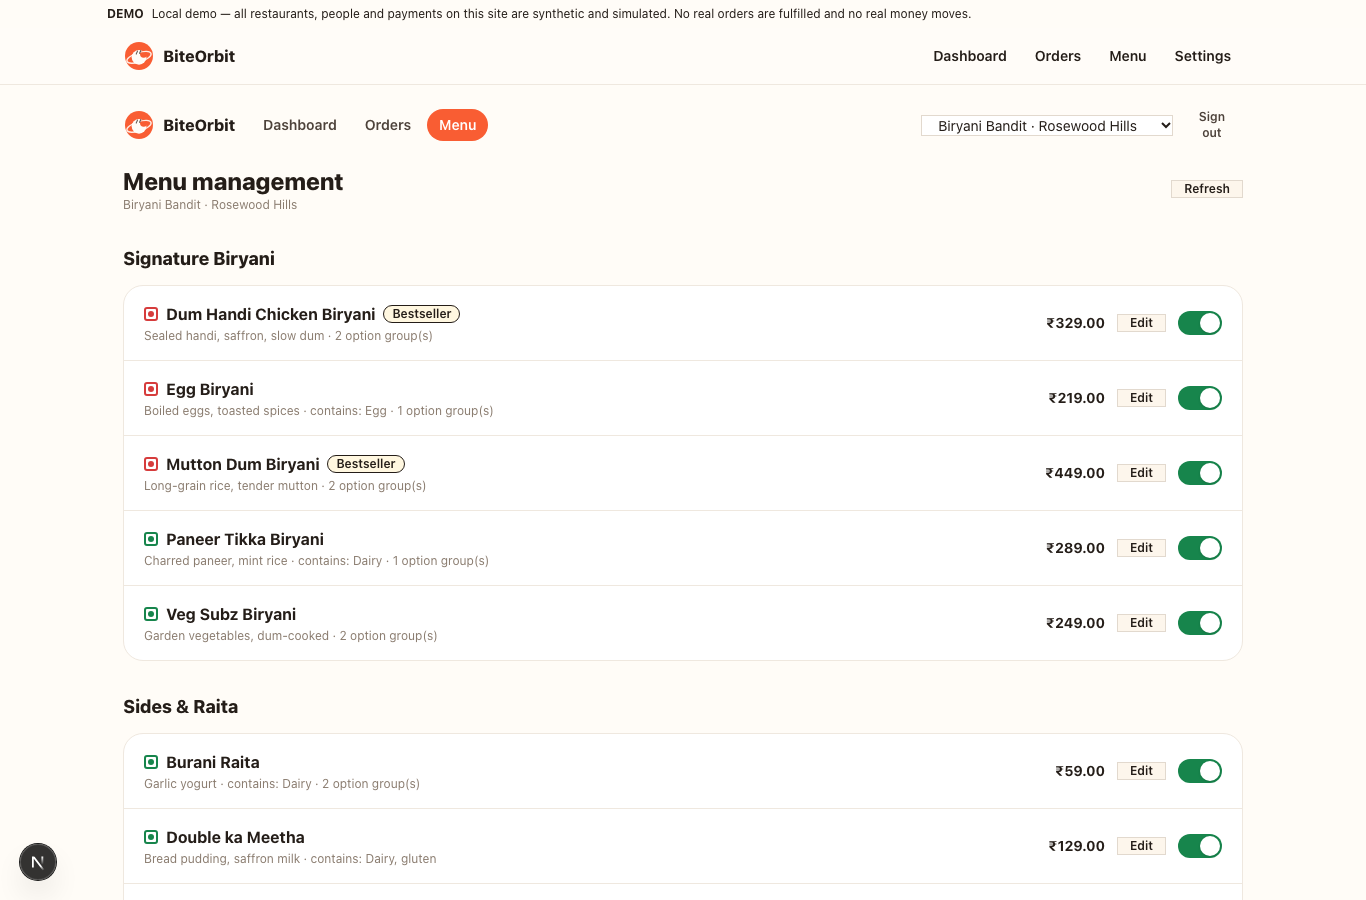 DEMO Local demo — all restaurants, people and payments on this site are synthetic and simulated. No real orders are fulfilled and no real money moves.
BiteOrbit Dashboard Orders Menu Settings
BiteOrbit Dashboard Orders Menu Biryani Bandit · Rosewood Hills Sign out
Menu management
Refresh
Biryani Bandit · Rosewood Hills
Signature Biryani
Dum Handi Chicken Biryani Bestseller
Sealed handi, saffron, slow dum · 2 option group(s)
₹329.00 Edit
Egg Biryani
Boiled eggs, toasted spices · contains: Egg · 1 option group(s)
₹219.00 Edit
Mutton Dum Biryani Bestseller
Long-grain rice, tender mutton · 2 option group(s)
₹449.00 Edit
Paneer Tikka Biryani
Charred paneer, mint rice · contains: Dairy · 1 option group(s)
₹289.00 Edit
Veg Subz Biryani
Garden vegetables, dum-cooked · 2 option group(s)
₹249.00 Edit
Sides & Raita
Burani Raita
Garlic yogurt · contains: Dairy · 2 option group(s)
₹59.00 Edit
Double ka Meetha
Bread pudding, saffron milk · contains: Dairy, gluten
₹129.00 Edit
N